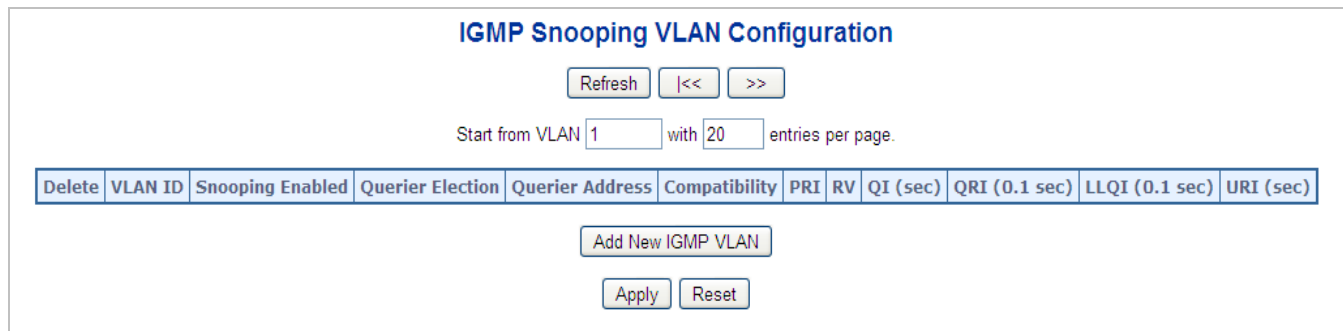 IGMP Snooping VLAN Configuration
Refresh |<< >>
Start from VLAN 1 with 20 entries per page.
Delete VLAN ID Snooping Enabled Querier Election Querier Address Compatibility PRI RV QI (sec) QRI (0.1 sec) LLQI (0.1 sec) URI (sec)
Add New IGMP VLAN
Apply Reset